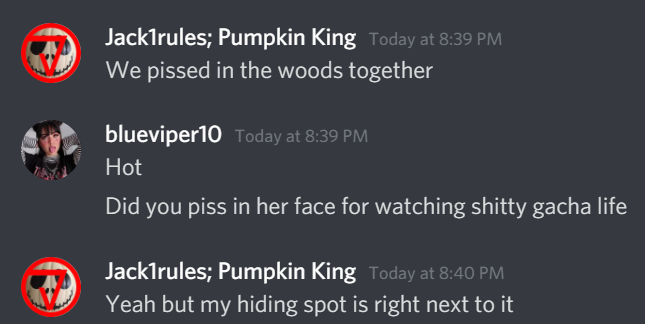 Jack1rules; Pumpkin King Today at 8:39 PM
We pissed in the woods together
blueviper10 Today at 8:39 PM
Hot
Did you piss in her face for watching shitty gacha life
Jack1rules; Pumpkin King Today at 8:40 PM
Yeah but my hiding spot is right next to it